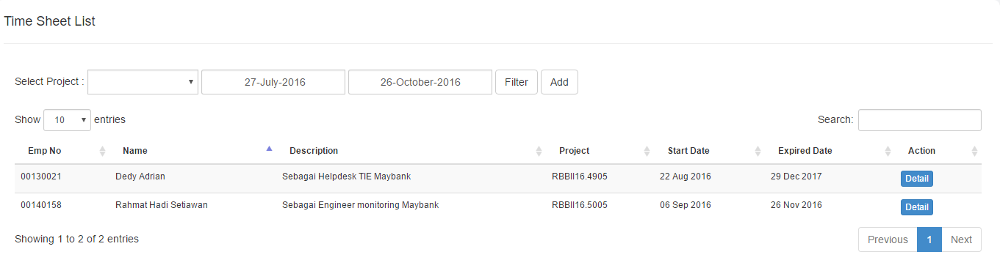 Time Sheet List
Select Project : 27-July-2016 26-October-2016 Filter Add
Show 10 entries Search:
Emp No Name Description Project Start Date Expired Date Action
00130021 Dedy Adrian Sebagai Helpdesk TIE Maybank RBBII16.4905 22 Aug 2016 29 Dec 2017 Detail
00140158 Rahmat Hadi Setiawan Sebagai Engineer monitoring Maybank RBBII16.5005 06 Sep 2016 26 Nov 2016 Detail
Showing 1 to 2 of 2 entries Previous 1 Next